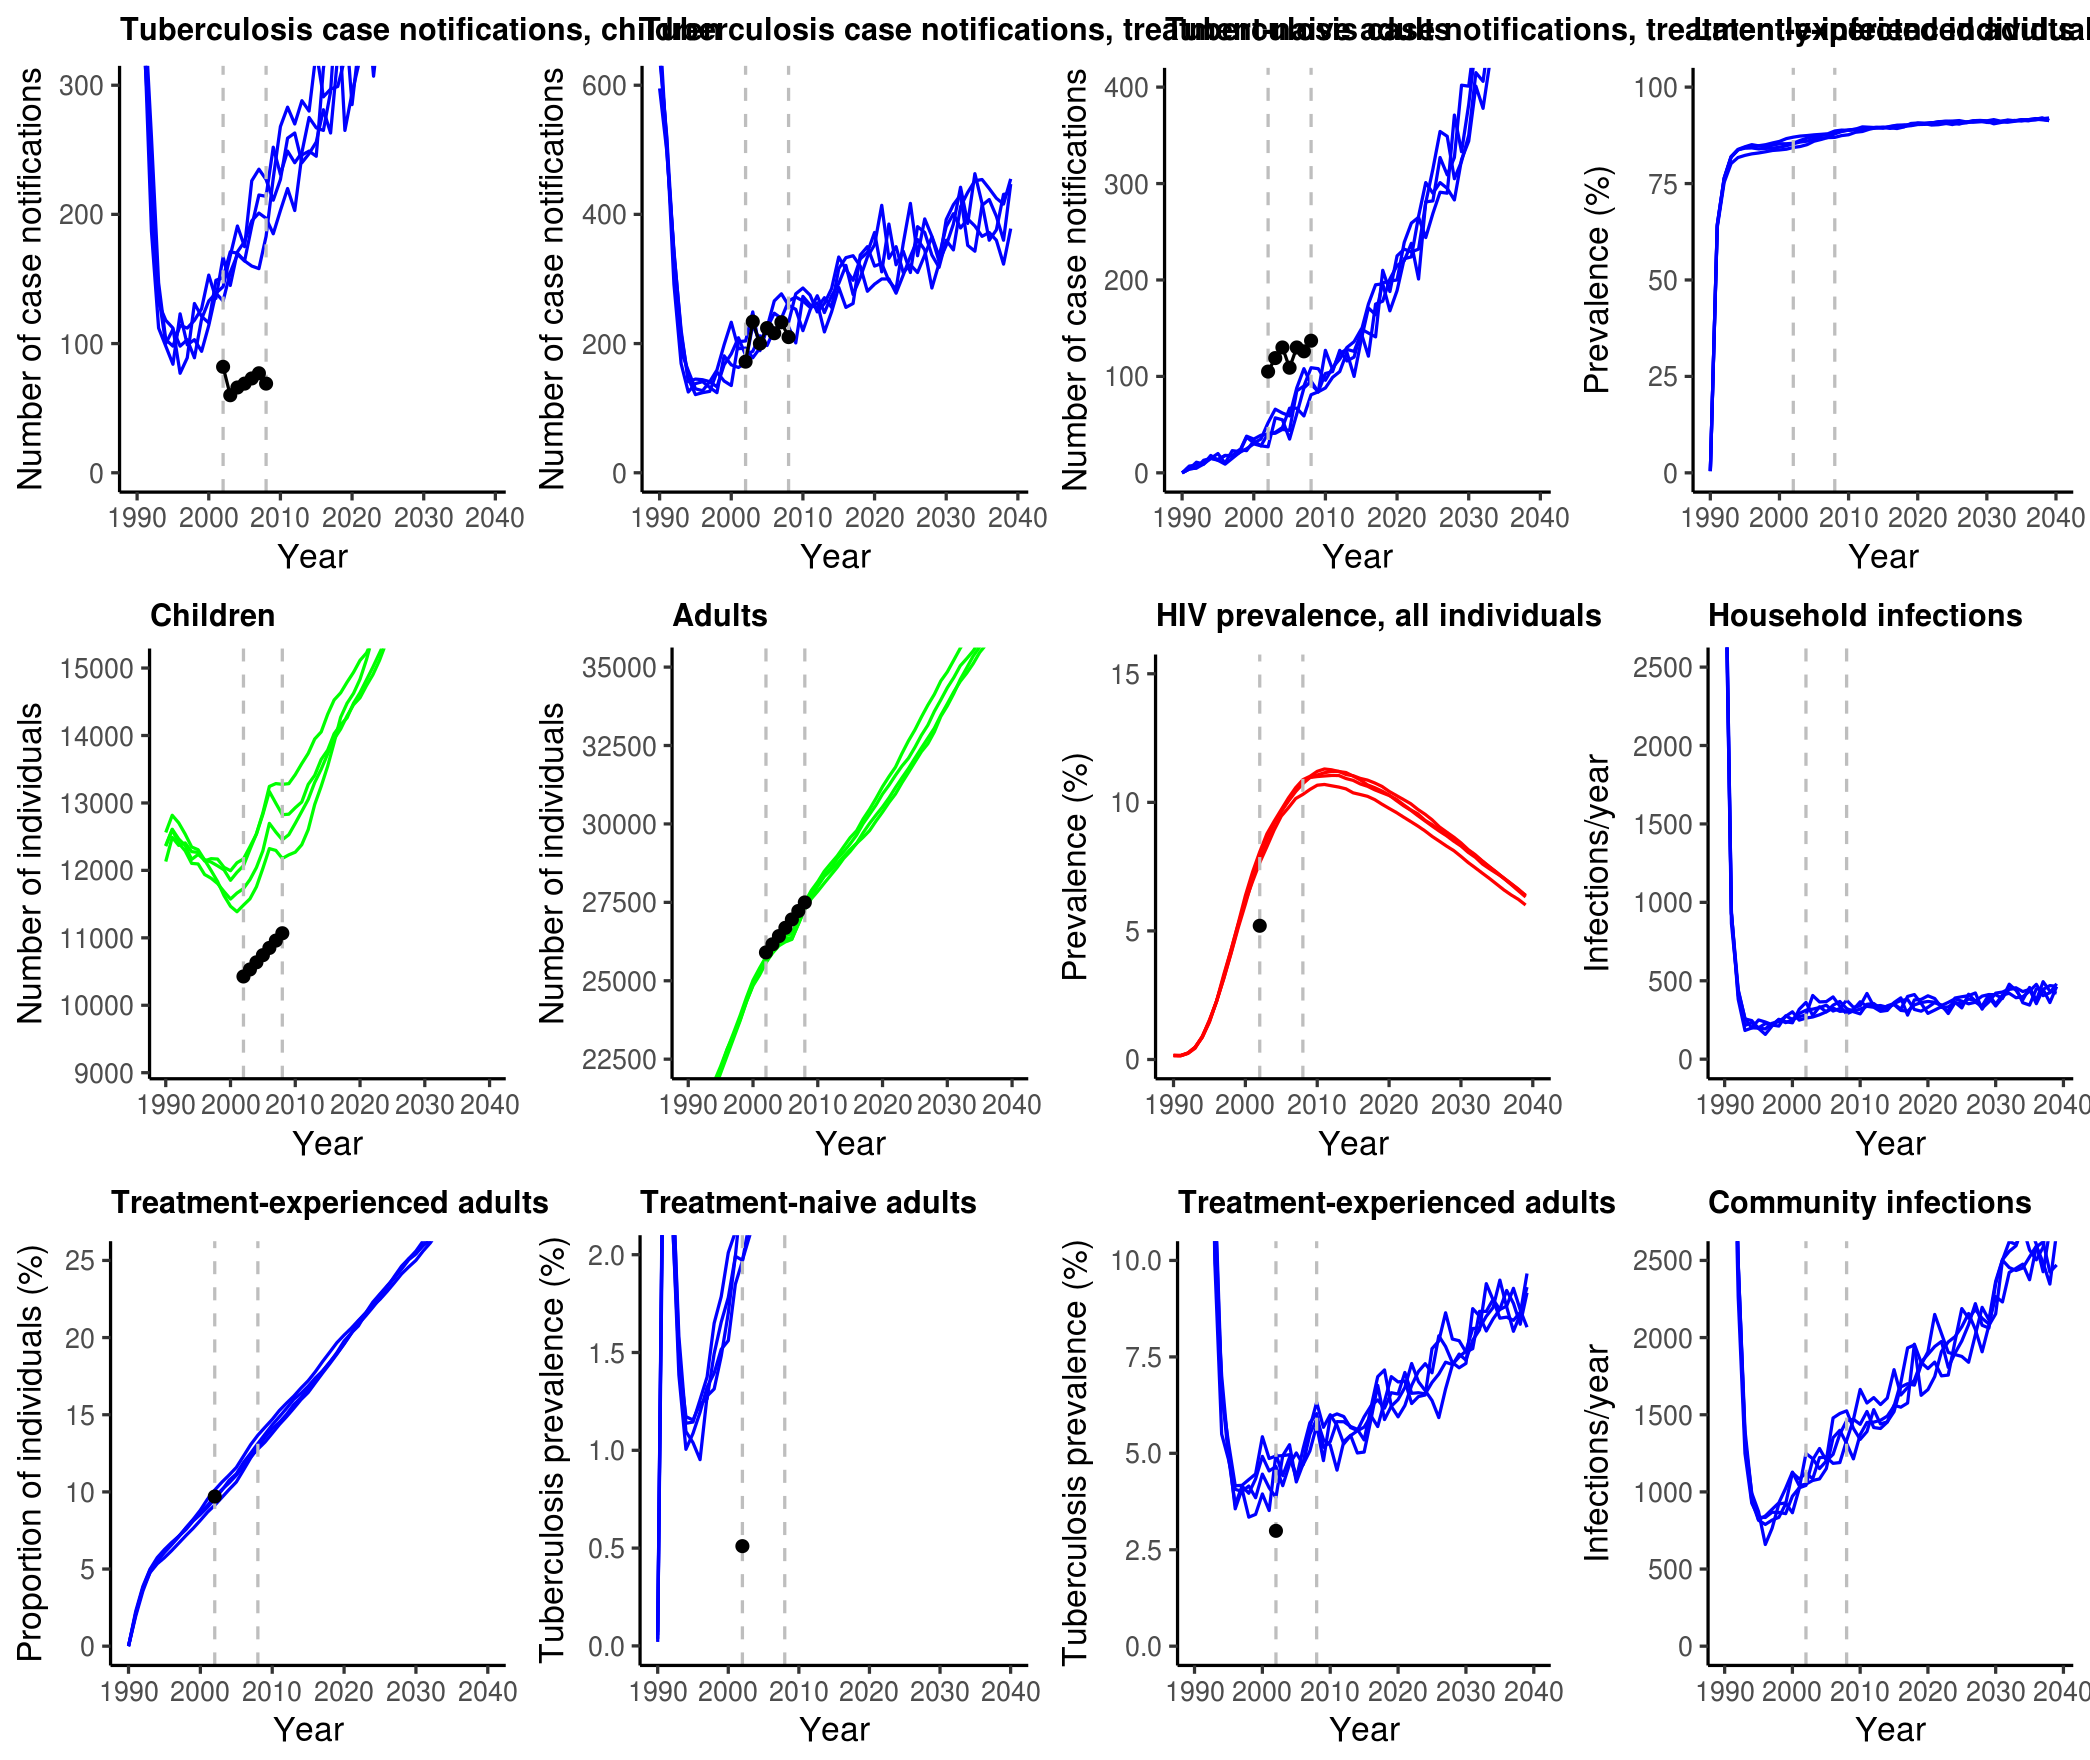 Tuberculosis case notifications, children
Tuberculosis case notifications, treatment-naive adults
Tuberculosis case notifications, treatment-experienced adults
Latently-infected individuals
Number of case notifications
300
200
100
0
1990 2000 2010 2020 2030 2040
Year
Number of case notifications
600
400
200
0
1990 2000 2010 2020 2030 2040
Year
Number of case notifications
400
300
200
100
0
1990 2000 2010 2020 2030 2040
Year
Prevalence (%)
100
75
50
25
0
1990 2000 2010 2020 2030 2040
Year
Children
Number of individuals
15000
14000
13000
12000
11000
10000
9000
1990 2000 2010 2020 2030 2040
Year
Adults
Number of individuals
35000
32500
30000
27500
25000
22500
1990 2000 2010 2020 2030 2040
Year
HIV prevalence, all individuals
Prevalence (%)
15
10
5
0
1990 2000 2010 2020 2030 2040
Year
Household infections
Infections/year
2500
2000
1500
1000
500
0
1990 2000 2010 2020 2030 2040
Year
Treatment-experienced adults
Proportion of individuals (%)
25
20
15
10
5
0
1990 2000 2010 2020 2030 2040
Year
Treatment-naive adults
Tuberculosis prevalence (%)
2.0
1.5
1.0
0.5
0.0
1990 2000 2010 2020 2030 2040
Year
Treatment-experienced adults
Tuberculosis prevalence (%)
10.0
7.5
5.0
2.5
0.0
1990 2000 2010 2020 2030 2040
Year
Community infections
Infections/year
2500
2000
1500
1000
500
0
1990 2000 2010 2020 2030 2040
Year